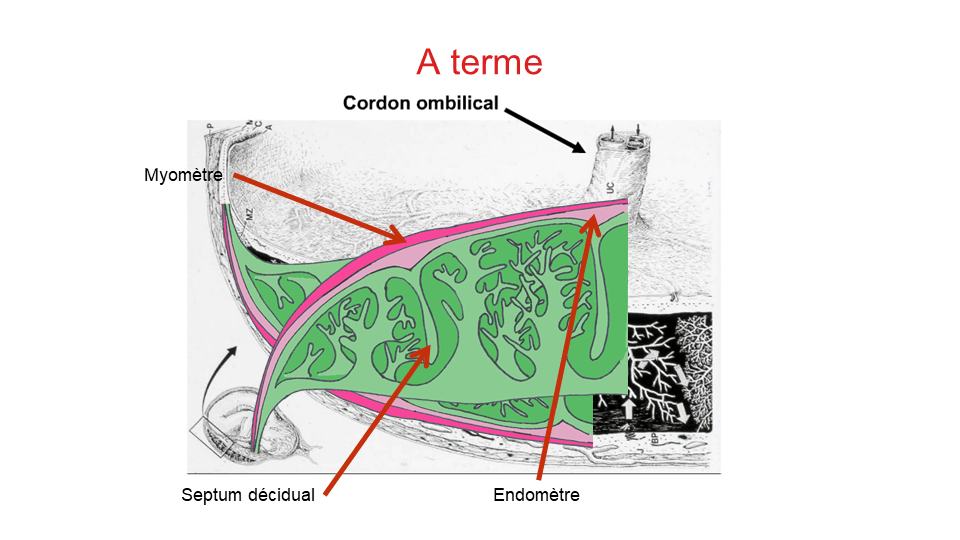 A terme
Cordon ombilical
P
M
C
A
Myomètre
UC
MZ
J
BP
Septum décidual
Endomètre